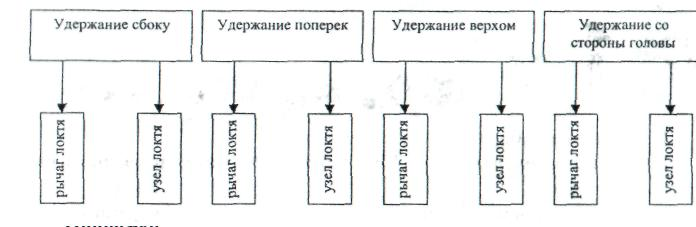 Удержание сбоку
Удержание поперек
Удержание верхом
Удержание со
стороны головы
рычаг локтя
узел локтя
рычаг локтя
узел локтя
рычаг локтя
узел локтя
рычаг локтя
узел локтя